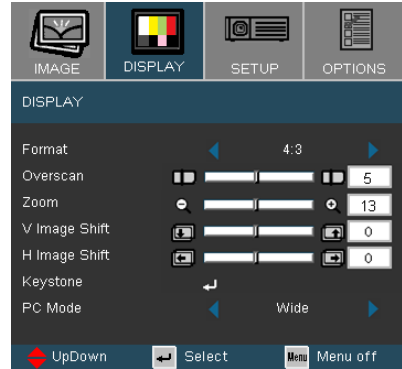 IMAGE DISPLAY SETUP OPTIONS
DISPLAY
Format 4:3
Overscan 5
Zoom 13
V Image Shift 0
H Image Shift 0
Keystone
PC Mode Wide
UpDown Select Menu Menu off